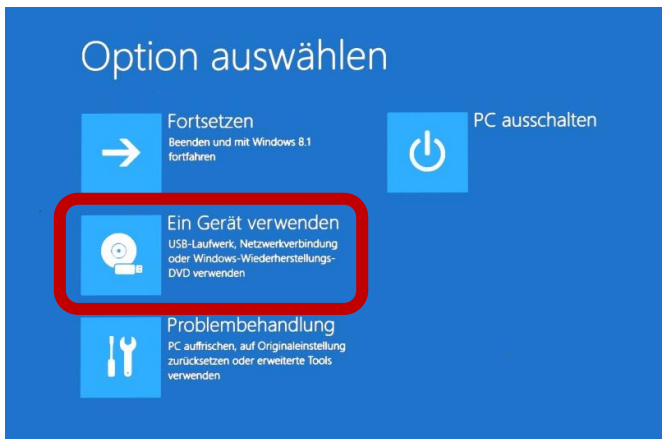 Option auswählen
Fortsetzen
Beenden und mit Windows 8.1
fortfahren
PC ausschalten
Ein Gerät verwenden
USB-Laufwerk, Netzwerkverbindung
oder Windows-Wiederherstellungs-
DVD verwenden
Problembehandlung
PC auffrischen, auf Originaleinstellung
zurücksetzen oder erweiterte Tools
verwenden